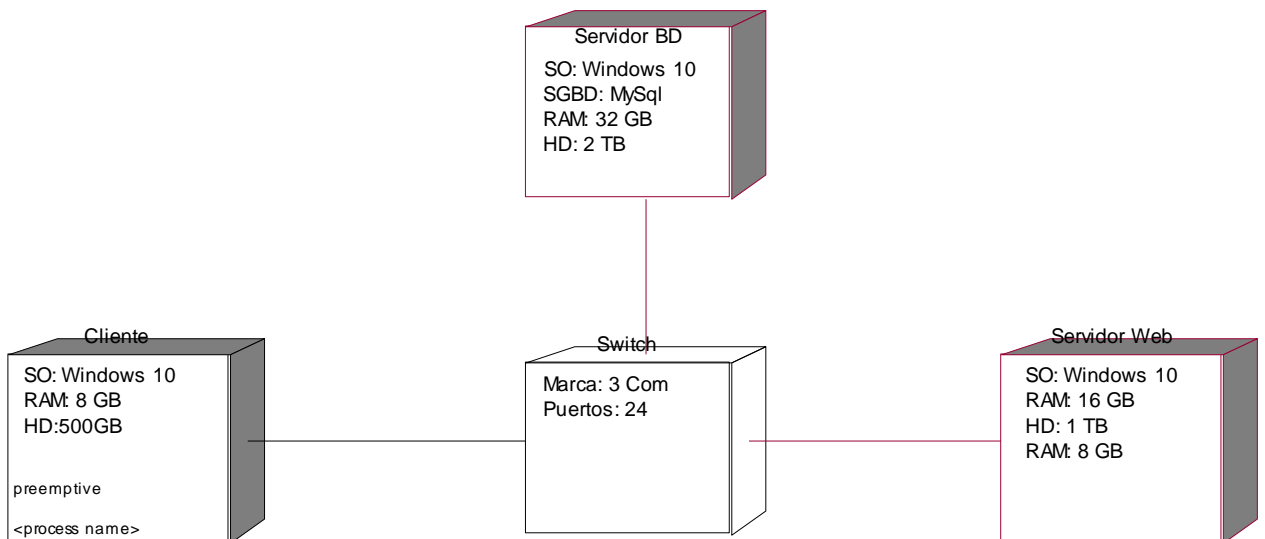 Servidor BD
SO: Windows 10
SGBD: MySql
RAM: 32 GB
HD: 2 TB
Cliente
SO: Windows 10
RAM: 8 GB
HD:500GB
preemptive
<process name>
Switch
Marca: 3 Com
Puertos: 24
Servidor Web
SO: Windows 10
RAM: 16 GB
HD: 1 TB
RAM: 8 GB